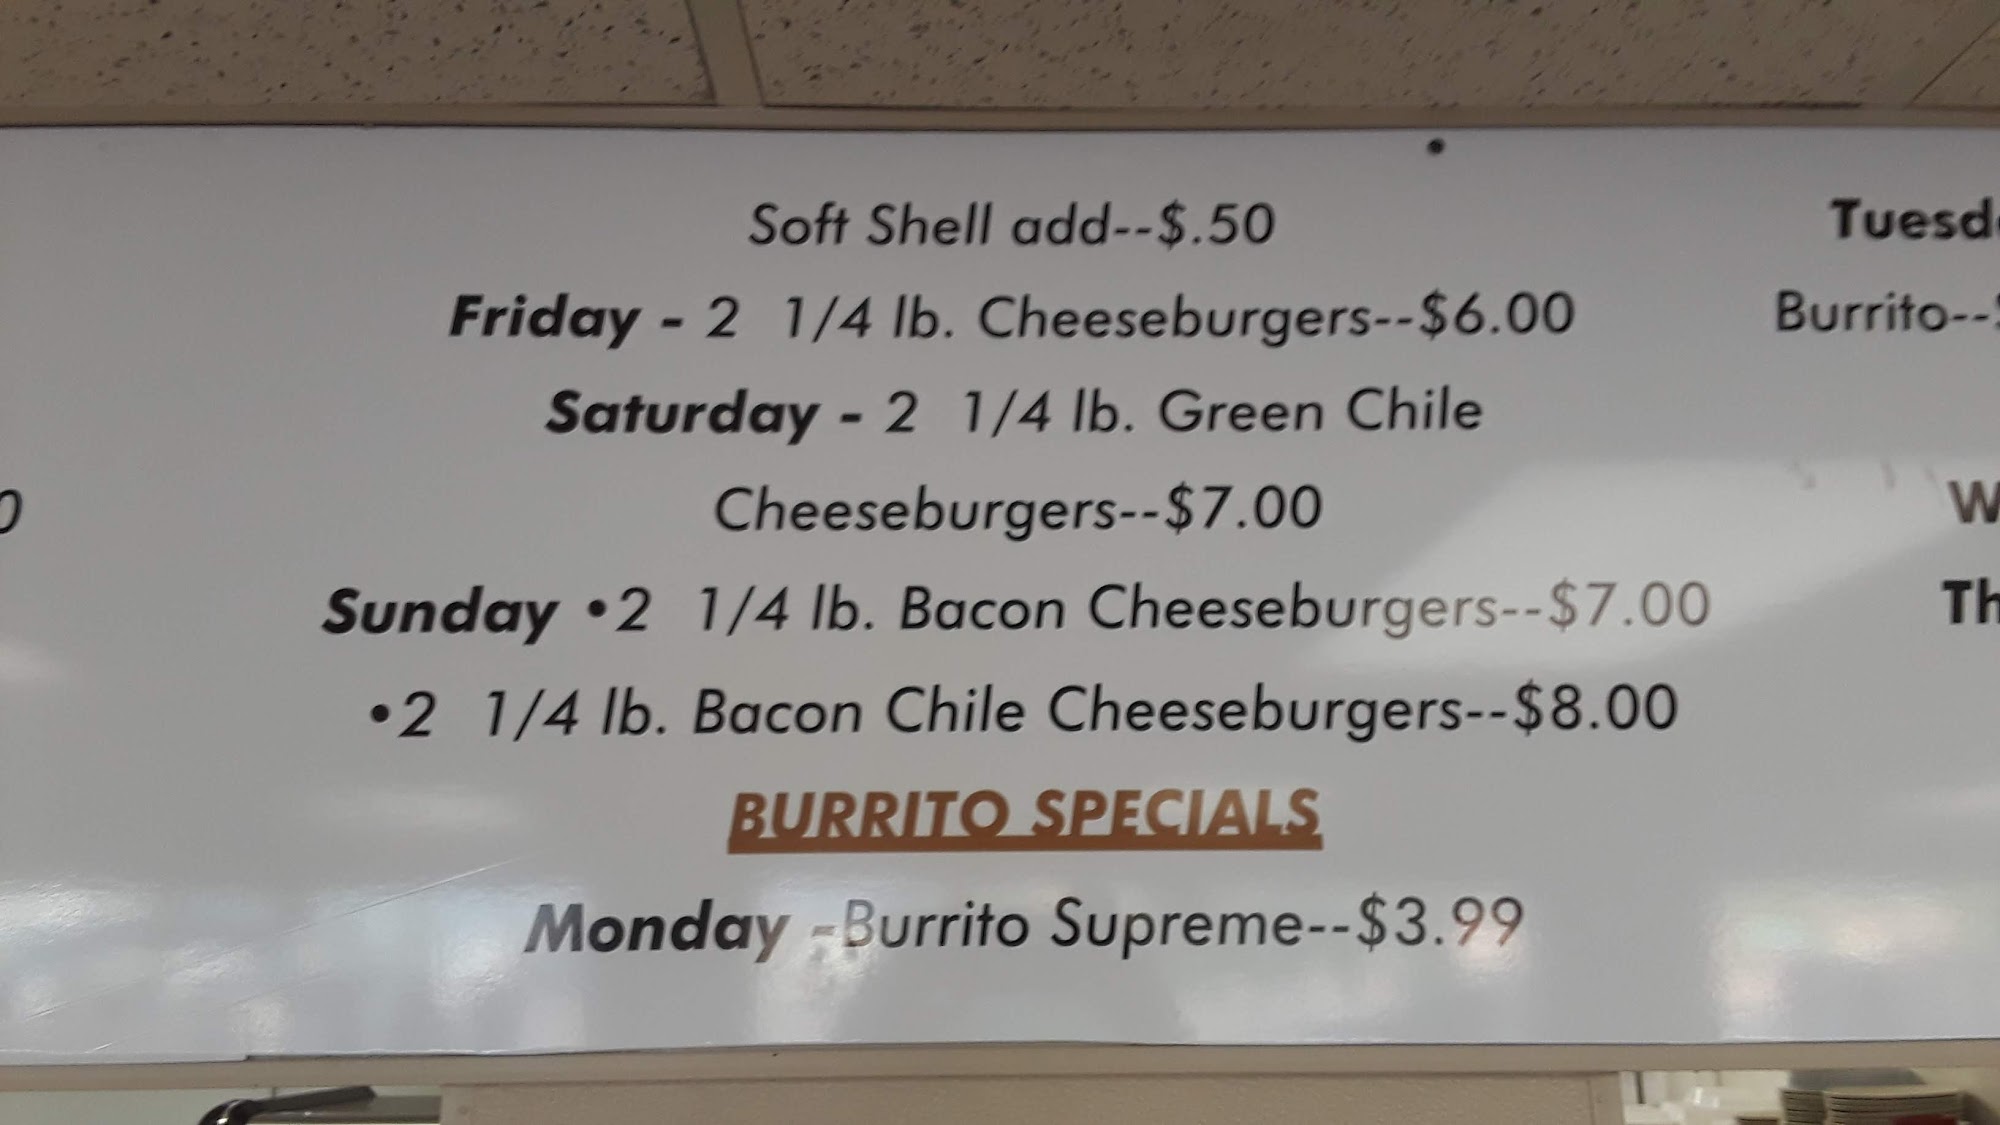 Soft Shell add--$.50
Friday - 2 1/4 lb. Cheeseburgers--$6.00
Saturday - 2 1/4 lb. Green Chile
Cheeseburgers--$7.00
Sunday •2 1/4 lb. Bacon Cheeseburgers--$7.00
•2 1/4 lb. Bacon Chile Cheeseburgers--$8.00
BURRITO SPECIALS
Monday -Burrito Supreme--$3.99
Burrito--